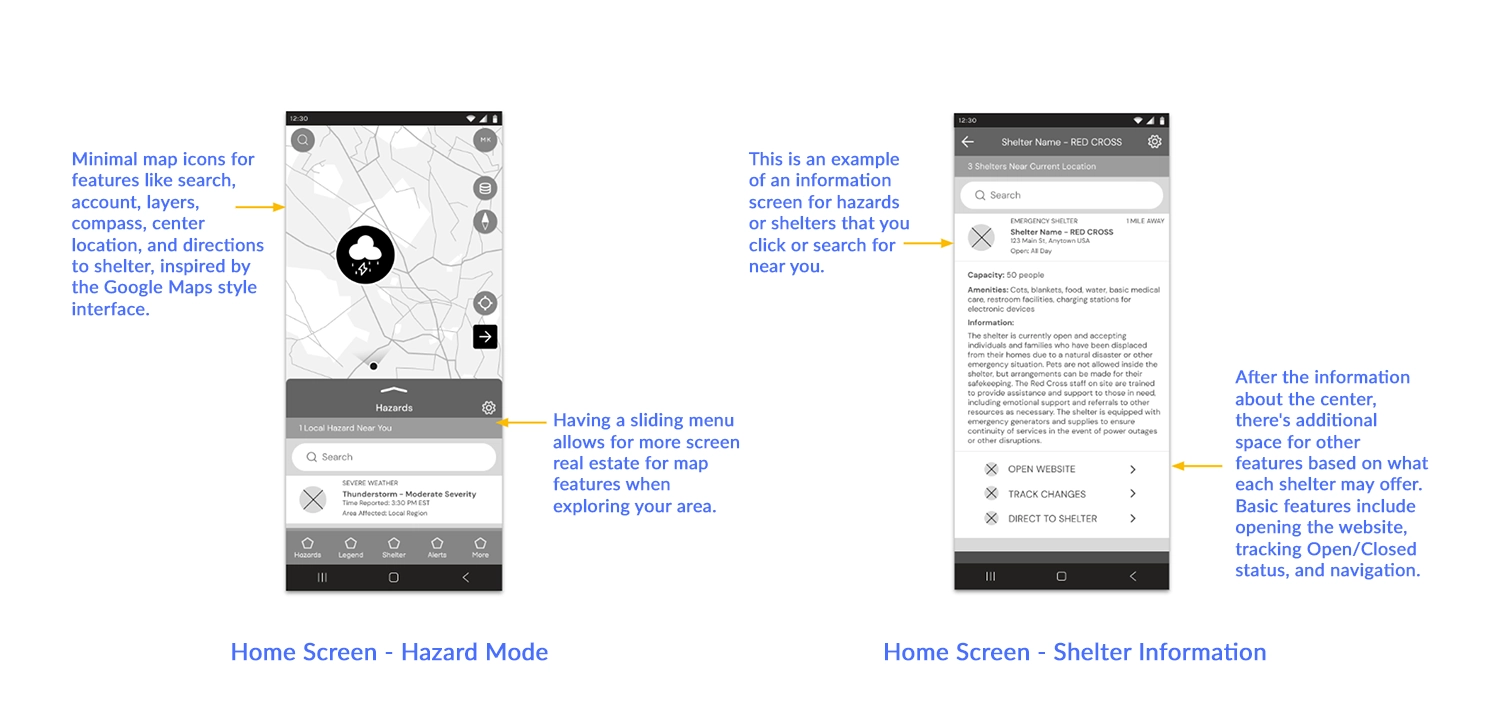 Minimal map icons for
features like search,
account, layers,
compass, center
location, and directions
to shelter, inspired by
the Google Maps style
interface.
12:30
MK
Hazards
1 Local Hazard Near You
Search
SEVERE WEATHER
Thunderstorm - Moderate Severity
Time Reported: 3:30 PM EST
Area Affected: Local Region
Hazards
Legend
Shelter
Alerts
More
Having a sliding menu
allows for more screen
real estate for map
features when
exploring your area.
Home Screen - Hazard Mode
This is an example
of an information
screen for hazards
or shelters that you
click or search for
near you.
12:30
Shelter Name - RED CROSS
3 Shelters Near Current Location
Search
EMERGENCY SHELTER
1 MILE AWAY
Shelter Name - RED CROSS
123 Main St, Anytown USA
Open: All Day
Capacity: 50 people
Amenities: Cots, blankets, food, water, basic medical
care, restroom facilities, charging stations for
electronic devices
Information:
The shelter is currently open and accepting
individuals and families who have been displaced
from their homes due to a natural disaster or other
emergency situation. Pets are not allowed inside the
shelter, but arrangements can be made for their
safekeeping. The Red Cross staff on site are trained
to provide assistance and support to those in need,
including emotional support and referrals to other
resources as necessary. The shelter is equipped with
emergency generators and supplies to ensure
continuity of services in the event of power outages
or other disruptions.
OPEN WEBSITE
TRACK CHANGES
DIRECT TO SHELTER
After the information
about the center,
there's additional
space for other
features based on what
each shelter may offer.
Basic features include
opening the website,
tracking Open/Closed
status, and navigation.
Home Screen - Shelter Information